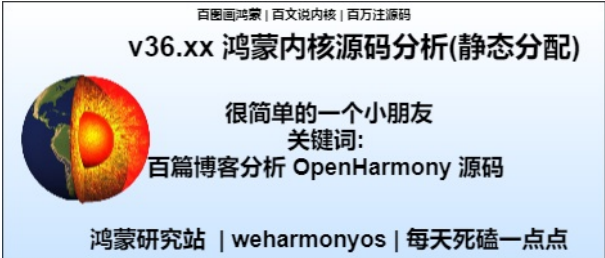 百图画鸿蒙 | 百文说内核 | 百万注源码
v36.xx 鸿蒙内核源码分析(静态分配)
很简单的一个小朋友
关键词:
百篇博客分析 OpenHarmony 源码
鸿蒙研究站 | weharmonyos | 每天死磕一点点